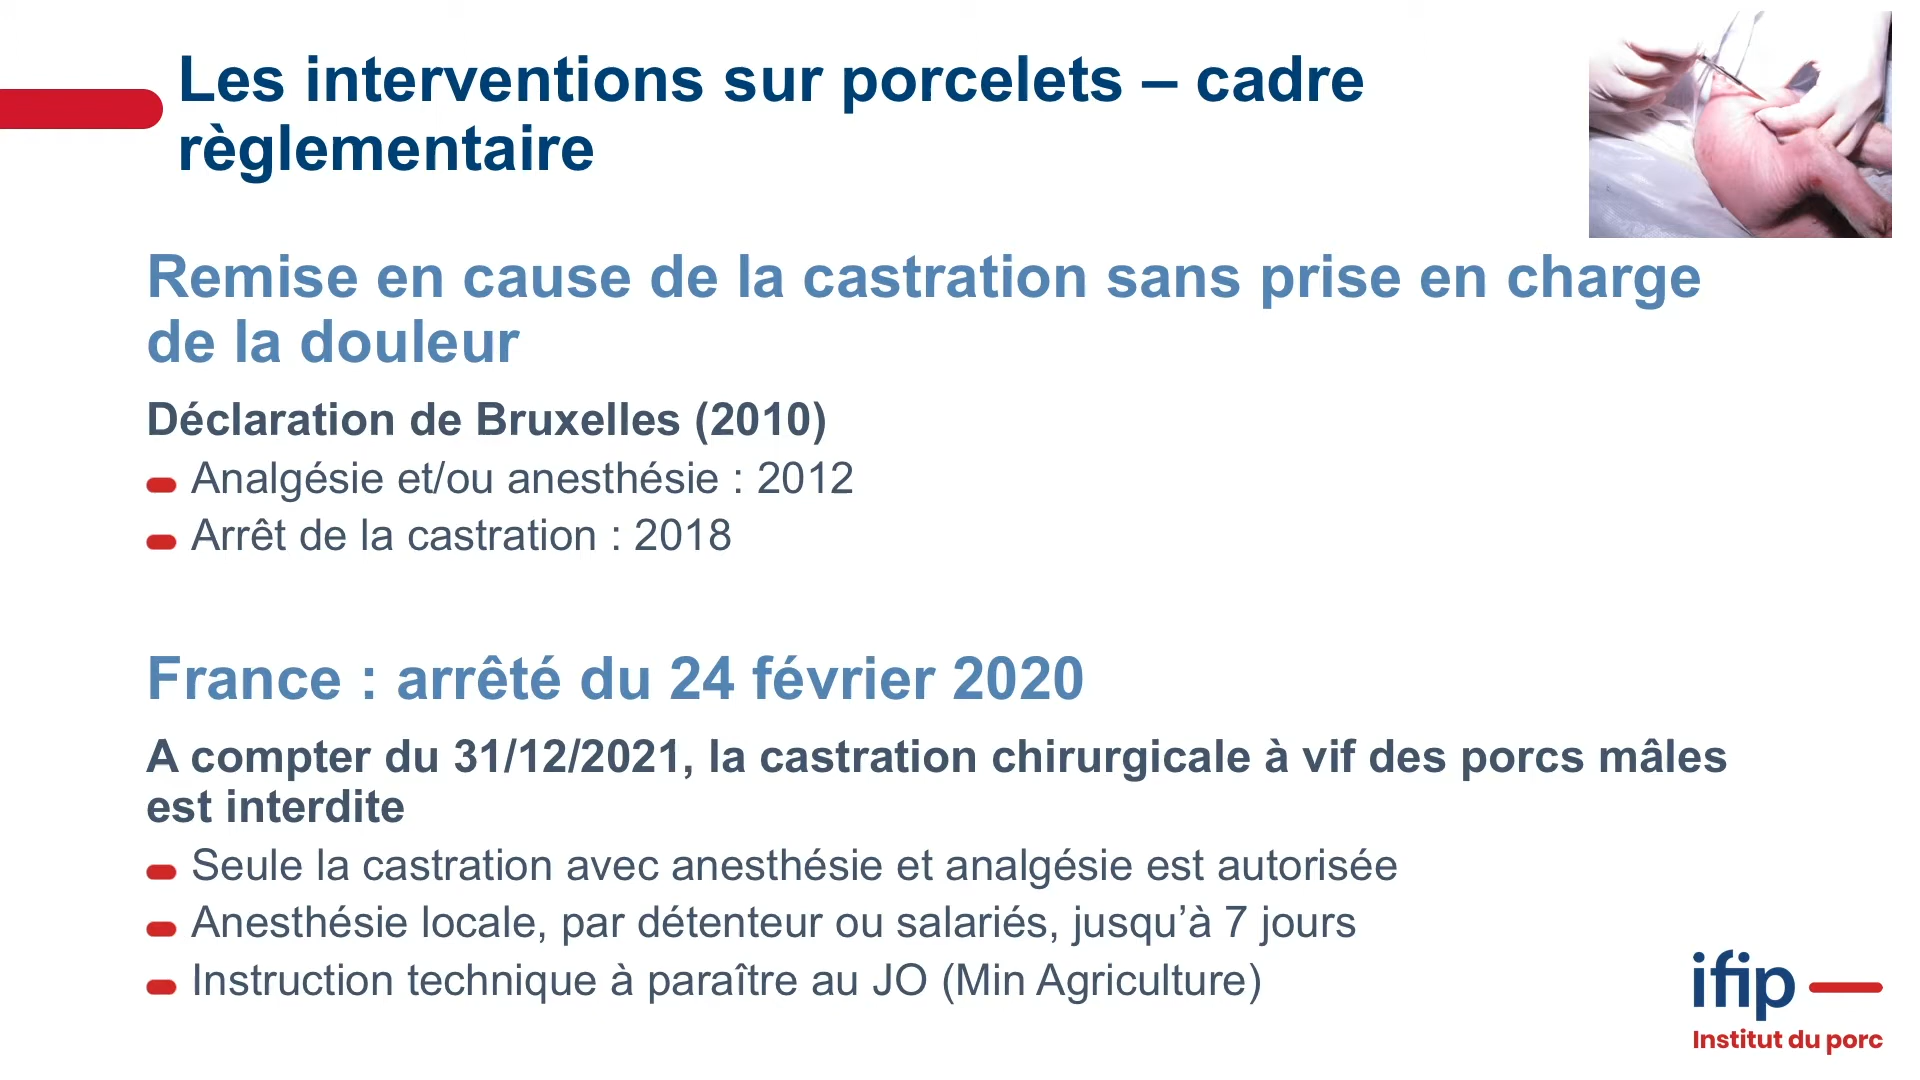 Les interventions sur porcelets – cadre
règlementaire
Remise en cause de la castration sans prise en charge
de la douleur
Déclaration de Bruxelles (2010)
Analgésie et/ou anesthésie : 2012
Arrêt de la castration : 2018
France : arrêté du 24 février 2020
A compter du 31/12/2021, la castration chirurgicale à vif des porcs mâles
est interdite
Seule la castration avec anesthésie et analgésie est autorisée
Anesthésie locale, par détenteur ou salariés, jusqu’à 7 jours
Instruction technique à paraître au JO (Min Agriculture)
ifip
Institut du porc